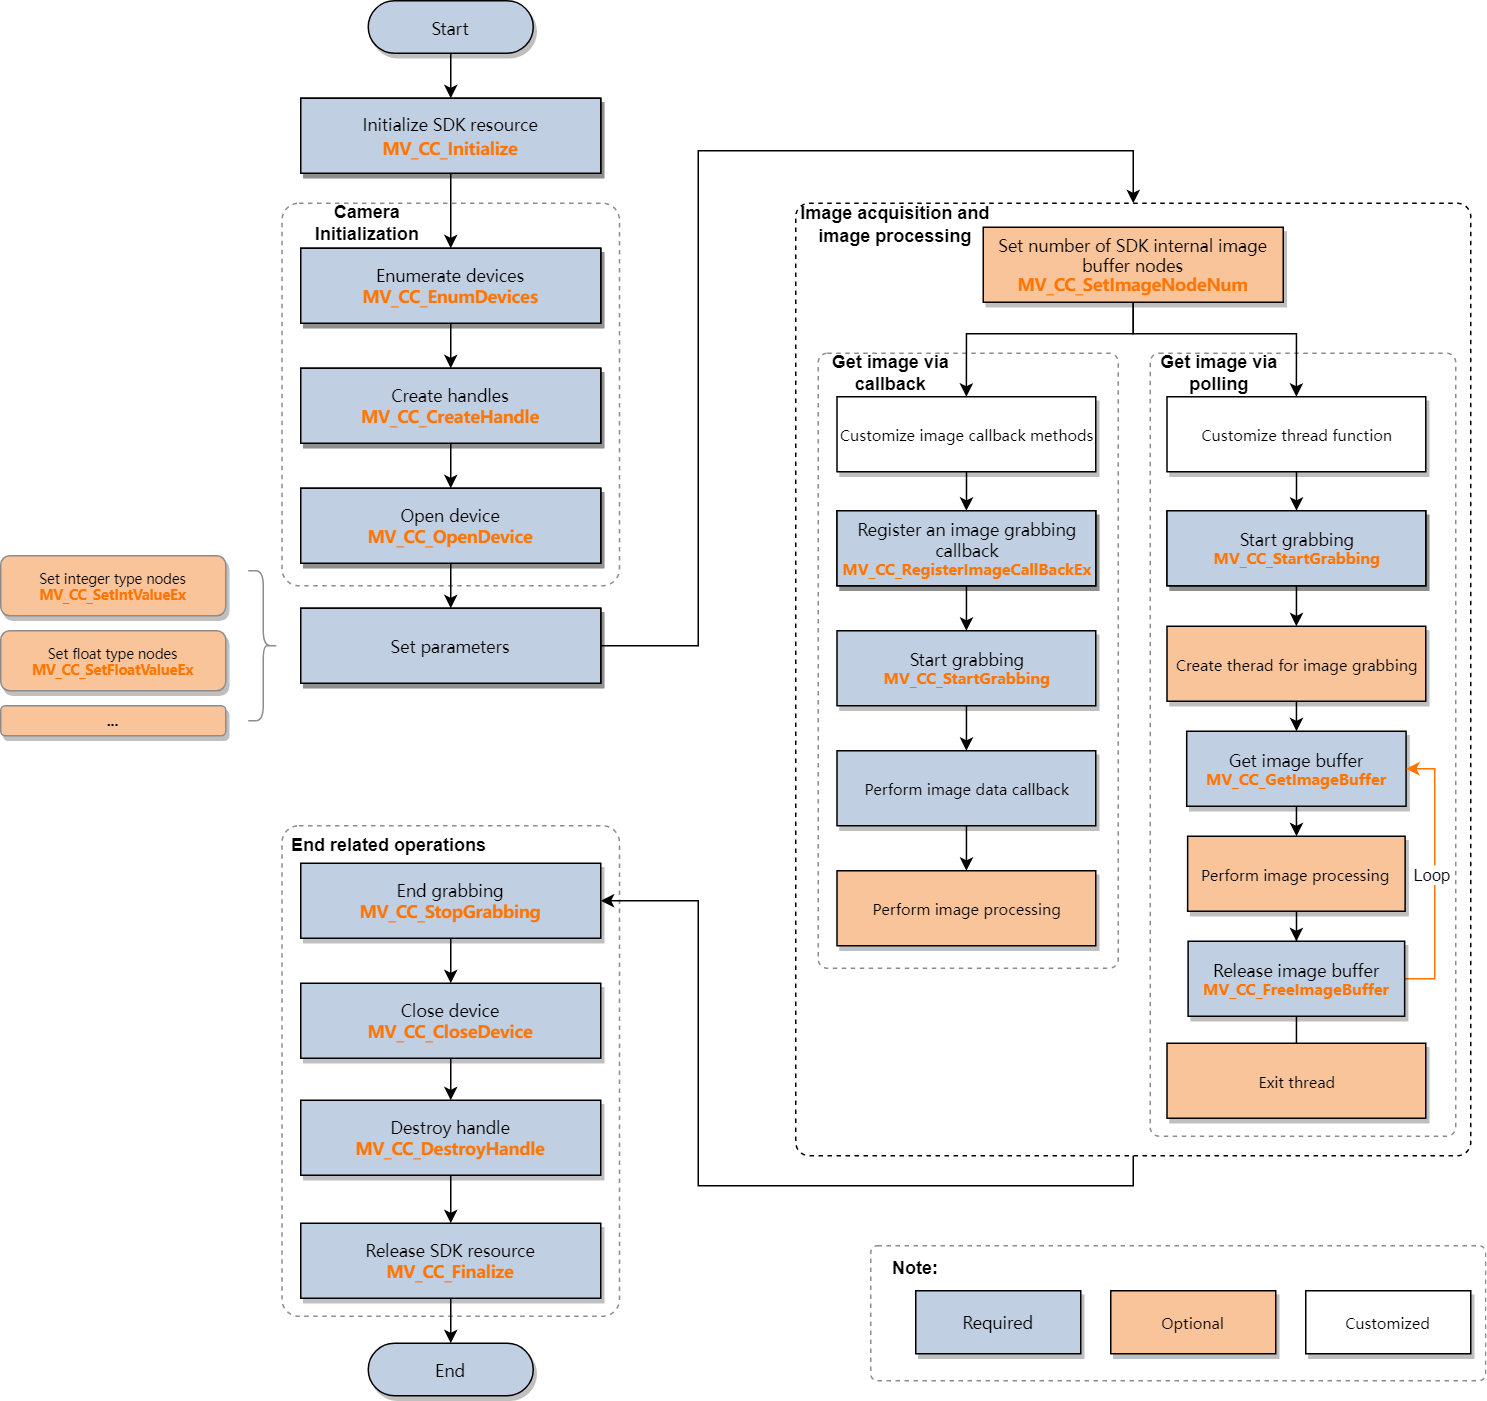 Start
Initialize SDK resource
MV_CC_Initialize
Camera
Initialization
Enumerate devices
MV_CC_EnumDevices
Create handles
MV_CC_CreateHandle
Open device
MV_CC_OpenDevice
Set integer type nodes
MV_CC_SetIntValueEx
Set float type nodes
MV_CC_SetFloatValueEx
...
Set parameters
Image acquisition and
image processing
Set number of SDK internal image
buffer nodes
MV_CC_SetImageNodeNum
Get image via
callback
Customize image callback methods
Register an image grabbing
callback
MV_CC_RegisterImageCallBackEx
Start grabbing
MV_CC_StartGrabbing
Perform image data callback
Perform image processing
Get image via
polling
Customize thread function
Start grabbing
MV_CC_StartGrabbing
Create therad for image grabbing
Get image buffer
MV_CC_GetImageBuffer
Perform image processing
Loop
Release image buffer
MV_CC_FreeImageBuffer
Exit thread
End related operations
End grabbing
MV_CC_StopGrabbing
Close device
MV_CC_CloseDevice
Destroy handle
MV_CC_DestroyHandle
Release SDK resource
MV_CC_Finalize
End
Note:
Required
Optional
Customized